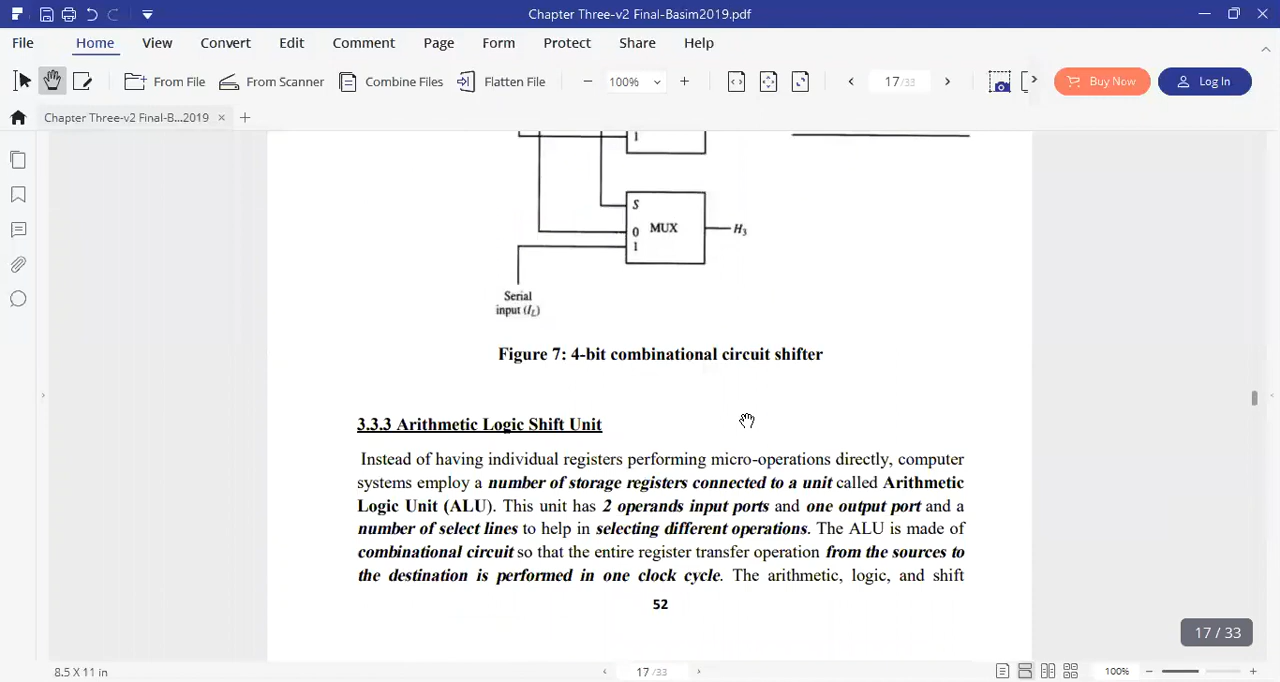 Chapter Three-v2 Final-Basim2019.pdf
File Home View Convert Edit Comment Page Form Protect Share Help
From File From Scanner Combine Files Flatten File 100% 17/33 Buy Now Log In
Chapter Three-v2 Final-B...2019
1
S
0 MUX H3
1
Serial
input (IL)
Figure 7: 4-bit combinational circuit shifter
3.3.3 Arithmetic Logic Shift Unit
Instead of having individual registers performing micro-operations directly, computer
systems employ a number of storage registers connected to a unit called Arithmetic
Logic Unit (ALU). This unit has 2 operands input ports and one output port and a
number of select lines to help in selecting different operations. The ALU is made of
combinational circuit so that the entire register transfer operation from the sources to
the destination is performed in one clock cycle. The arithmetic, logic, and shift
52
17 / 33
8.5 X 11 in 17 /33 100%